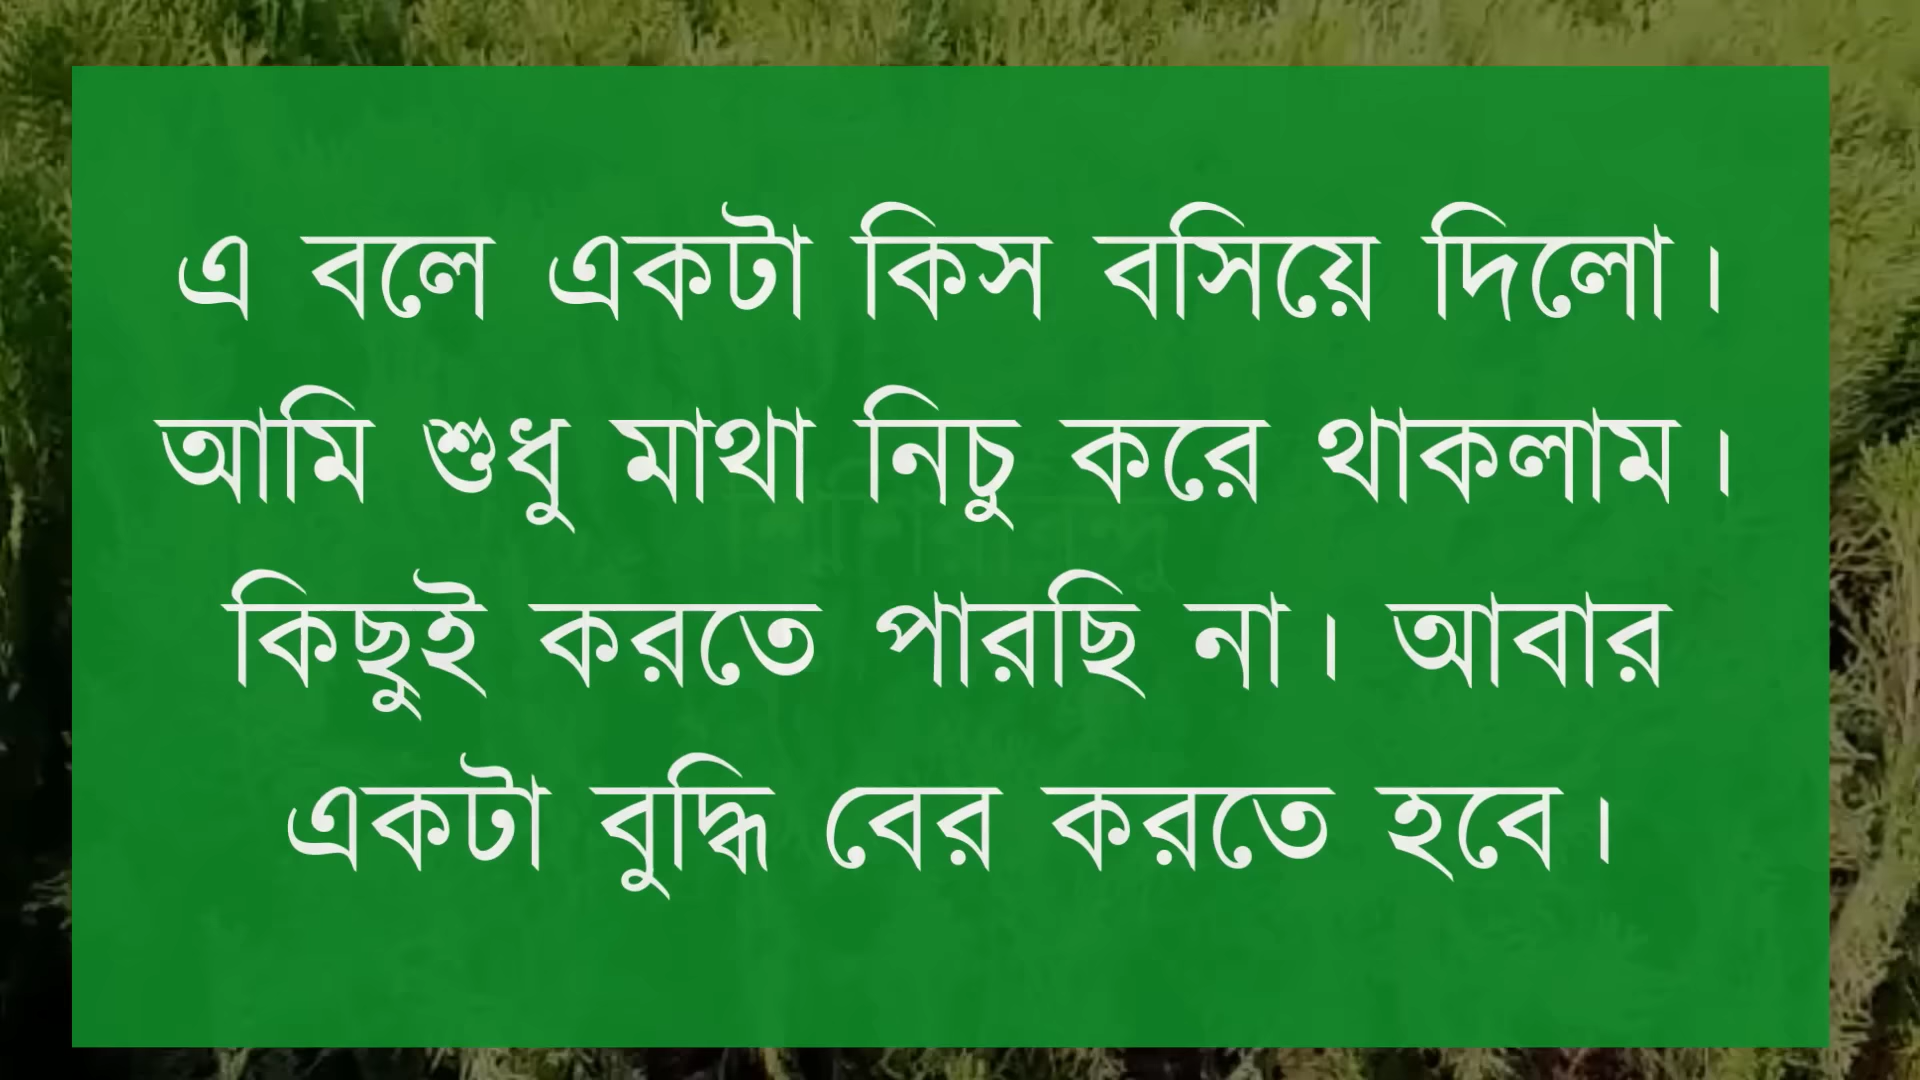 এ বলে একটা কিস বসিয়ে দিলো।
আমি শুধু মাথা নিচু করে থাকলাম।
কিছুই করতে পারছি না। আবার
একটা বুদ্ধি বের করতে হবে।